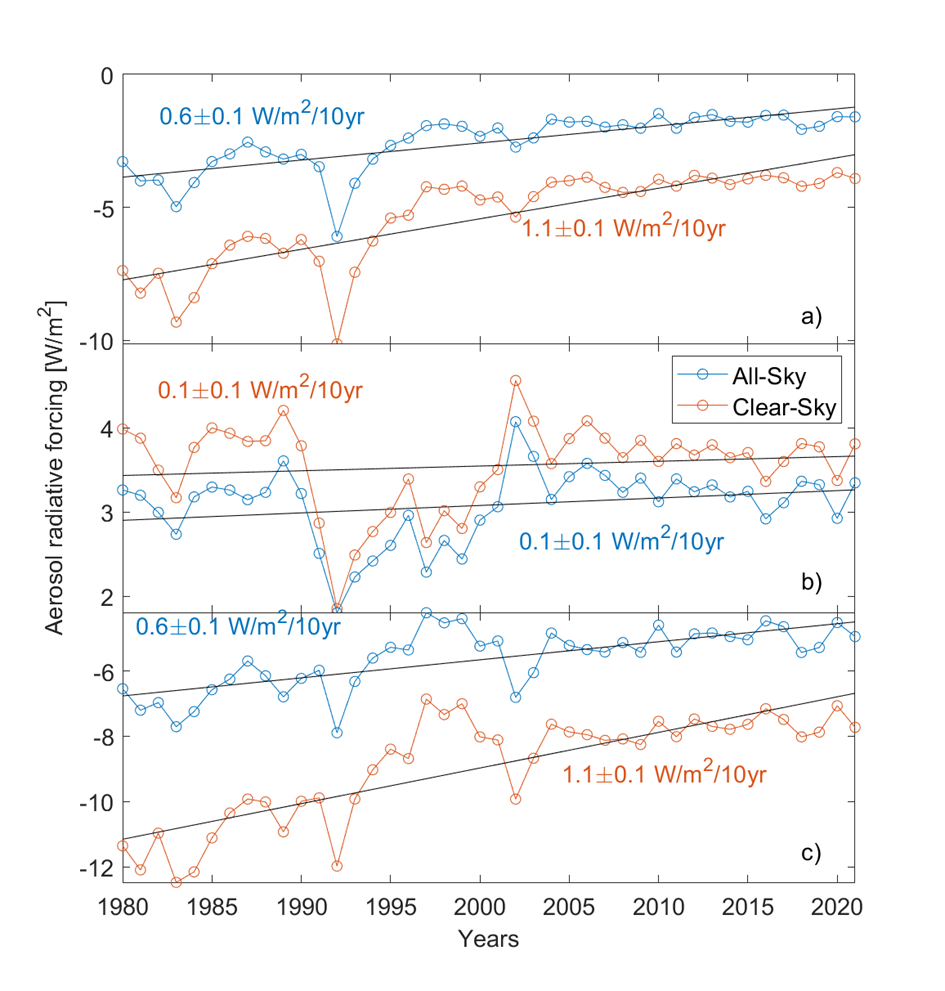 0
0.6±0.1 W/m²/10yr
-5
1.1±0.1 W/m²/10yr
a)
-10
Aerosol radiative forcing [W/m²]
0.1±0.1 W/m²/10yr
All-Sky
Clear-Sky
4
3
0.1±0.1 W/m²/10yr
b)
2
0.6±0.1 W/m²/10yr
-6
-8
1.1±0.1 W/m²/10yr
-10
c)
-12
1980 1985 1990 1995 2000 2005 2010 2015 2020
Years